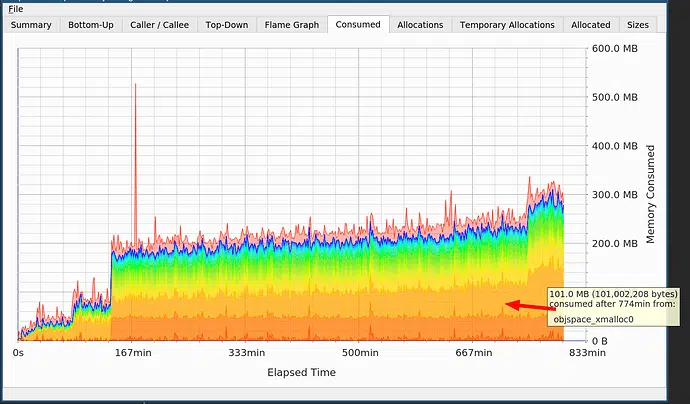 File
Summary Bottom-Up Caller / Callee Top-Down Flame Graph Consumed Allocations Temporary Allocations Allocated Sizes
600.0 MB
500.0 MB
400.0 MB
300.0 MB
200.0 MB
0 B
Memory Consumed
101.0 MB (101,002,208 bytes)
consumed after 774min from:
objspace_xmalloc0
0s 167min 333min 500min 667min 833min
Elapsed Time